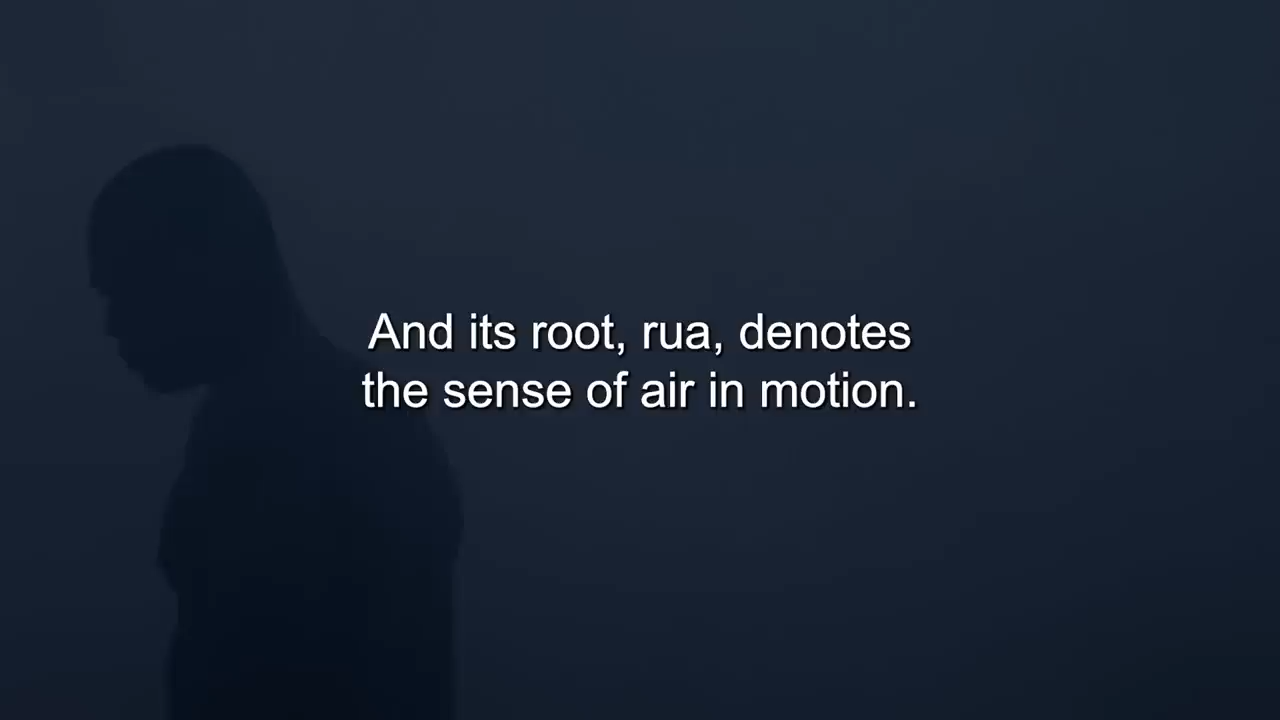 And its root, rua, denotes
the sense of air in motion.